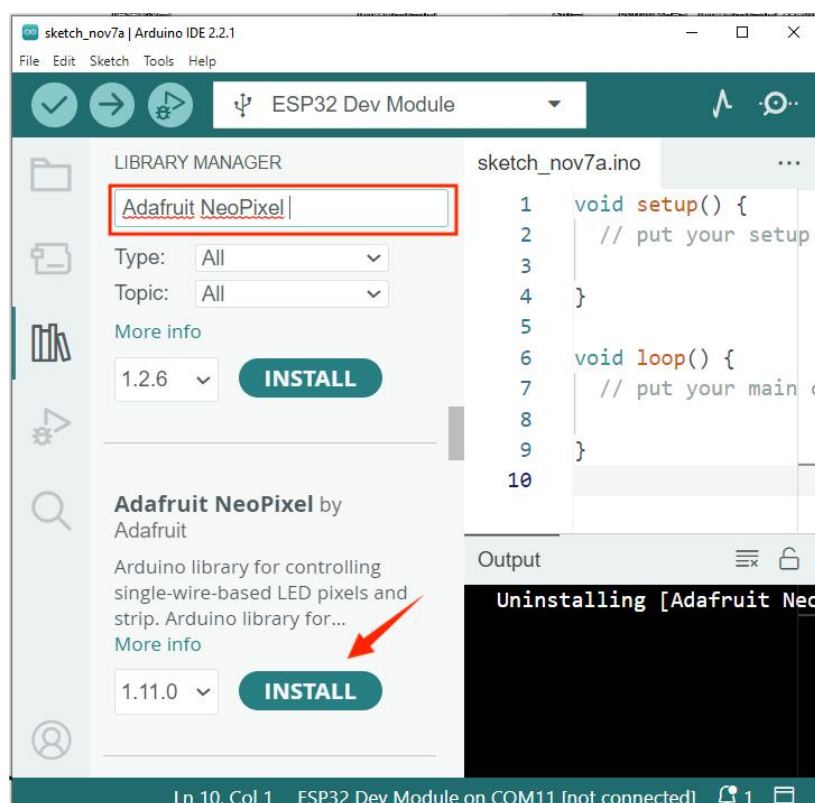 sketch_nov7a | Arduino IDE 2.2.1
File Edit Sketch Tools Help
ESP32 Dev Module
LIBRARY MANAGER
Adafruit NeoPixel
Type: All
Topic: All
More info
1.2.6 INSTALL
Adafruit NeoPixel by
Adafruit
Arduino library for controlling
single-wire-based LED pixels and
strip. Arduino library for...
More info
1.11.0 INSTALL
sketch_nov7a.ino ...
1 void setup() {
2 // put your setup
3
4 }
5
6 void loop() {
7 // put your main
8
9 }
10
Output
Uninstalling [Adafruit
Ln 10, Col 1 ESP32 Dev Module on COM11 [not connected] 1